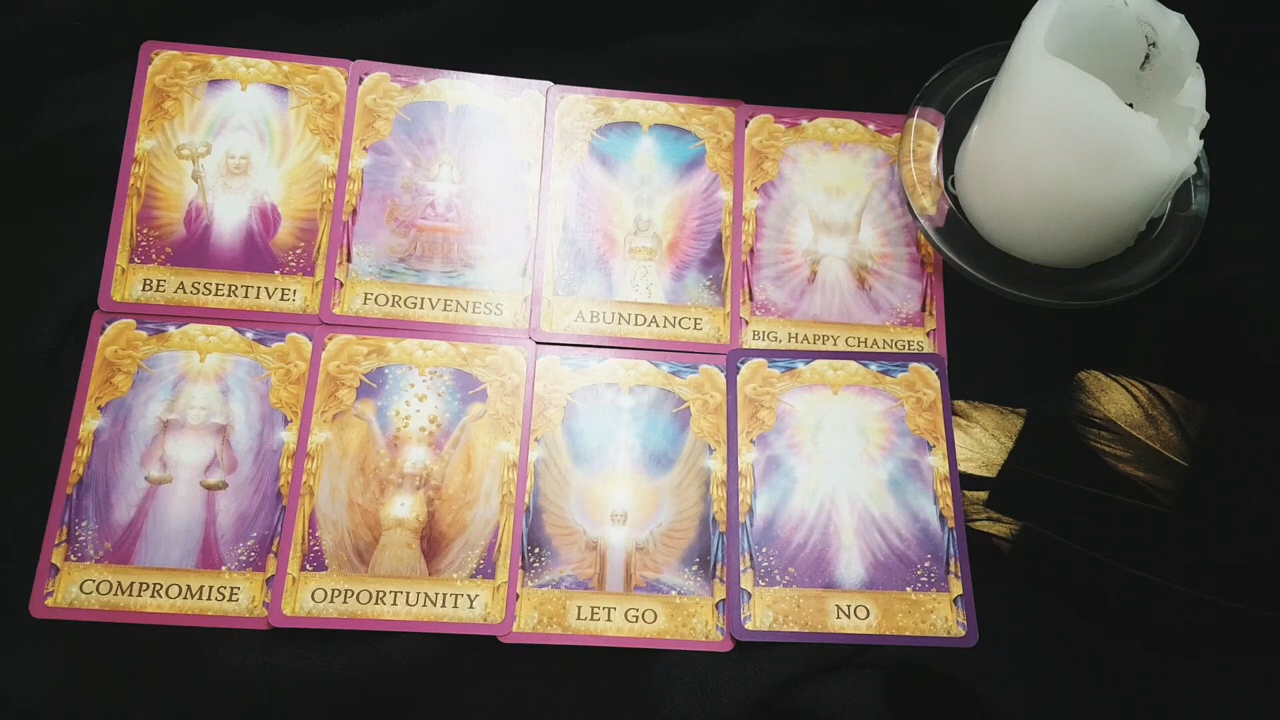 BE ASSERTIVE!
FORGIVENESS
ABUNDANCE
BIG, HAPPY CHANGES
COMPROMISE
OPPORTUNITY
LET GO
NO